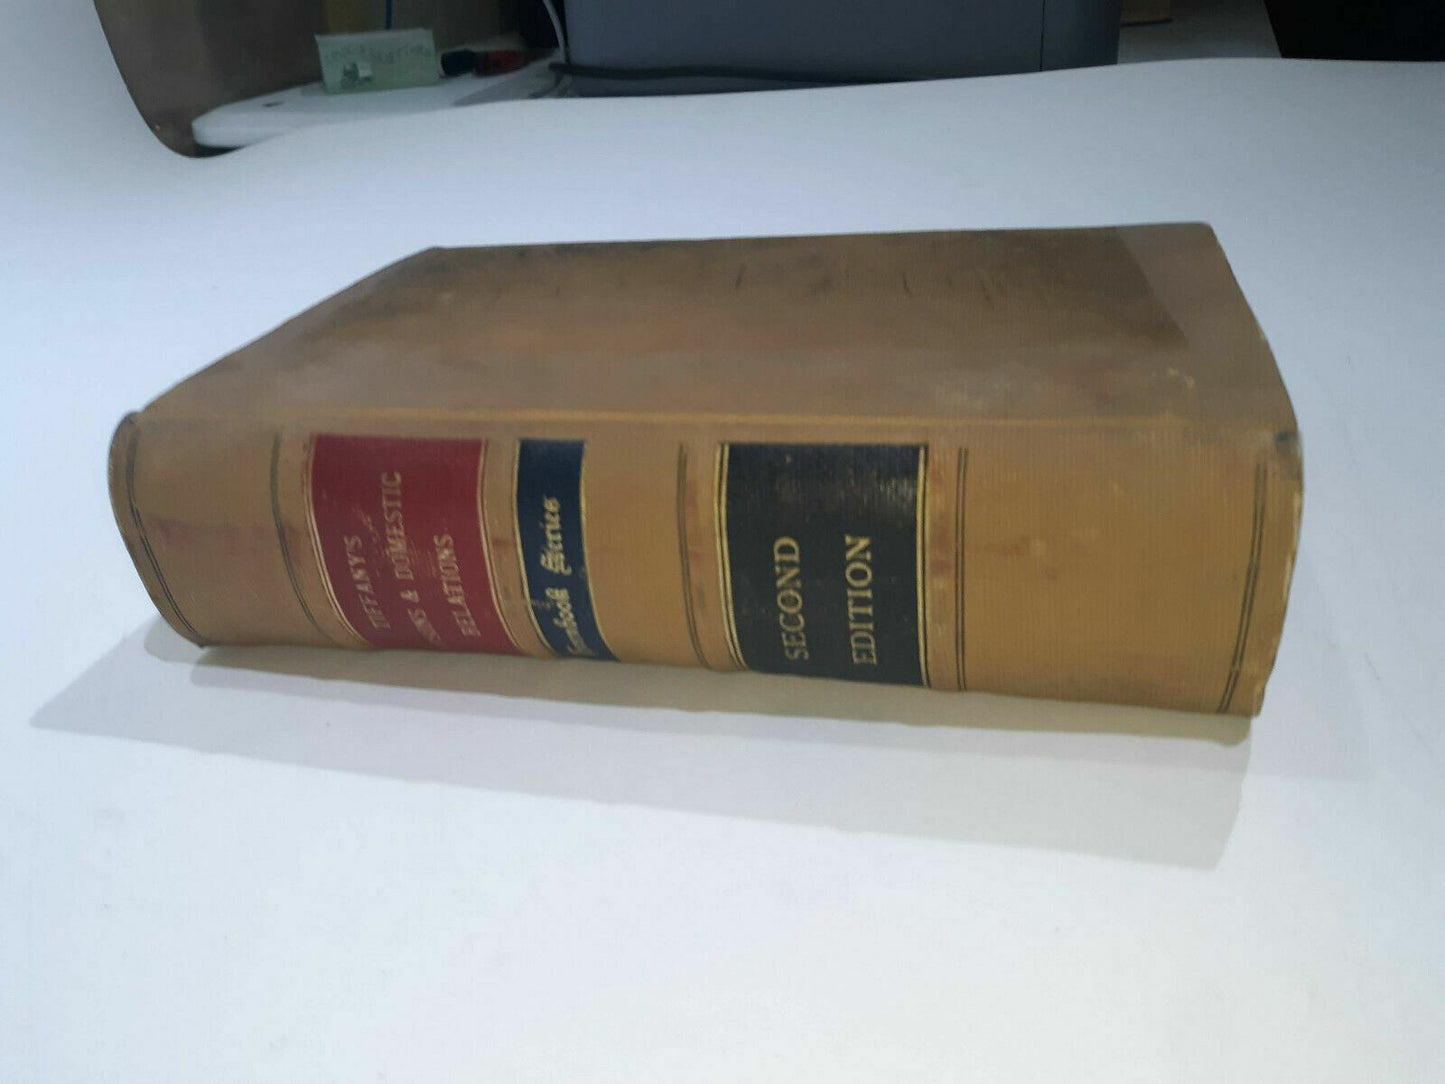 TIFFANY'S
& DOMESTIC
RELATIONS
Hornbook Series
SECOND
EDITION